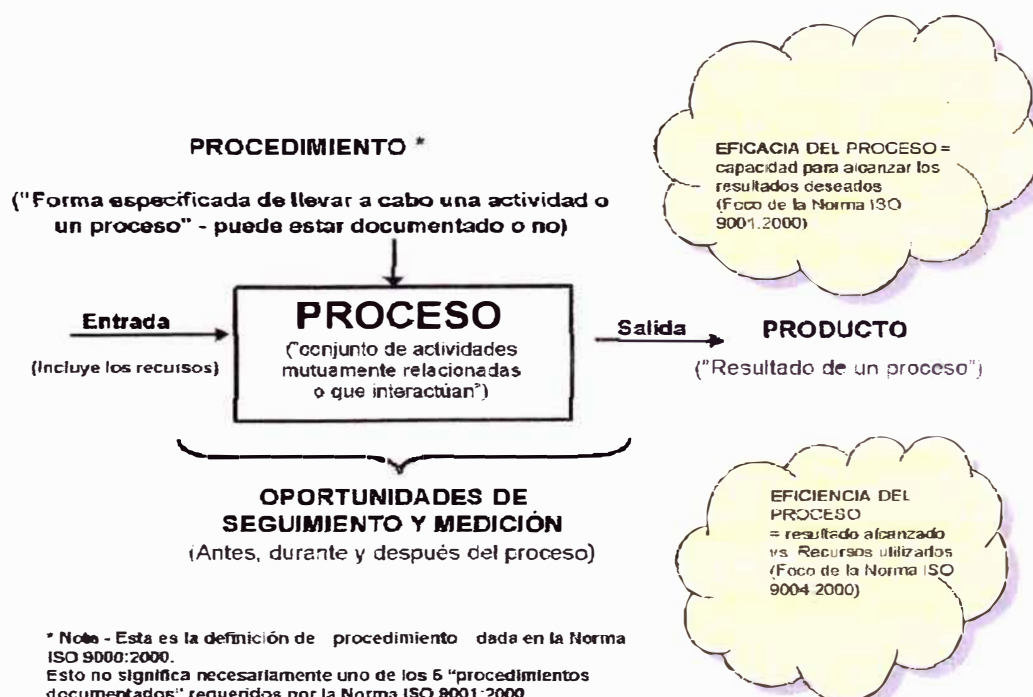 PROCEDIMIENTO *
("Forma especificada de llevar a cabo una actividad o
un proceso" - puede estar documentado o no)
Entrada
(Incluye los recursos)
PROCESO
("conjunto de actividades
mutuamente relacionadas
o que interactúan")
Salida
PRODUCTO
("Resultado de un proceso")
OPORTUNIDADES DE
SEGUIMIENTO Y MEDICIÓN
(Antes, durante y después del proceso)
EFICACIA DEL PROCESO =
capacidad para alcanzar los
resultados deseados
(Foco de la Norma ISO
9001:2000)
EFICIENCIA DEL
PROCESO
= resultado alcanzado
vs. Recursos utilizados
(Foco de la Norma ISO
9004:2000)
* Nota - Esta es la definición de procedimiento dada en la Norma
ISO 9000:2000.
Esto no significa necesariamente uno de los 6 "procedimientos
documentados" requeridos por la Norma ISO 9001:2000